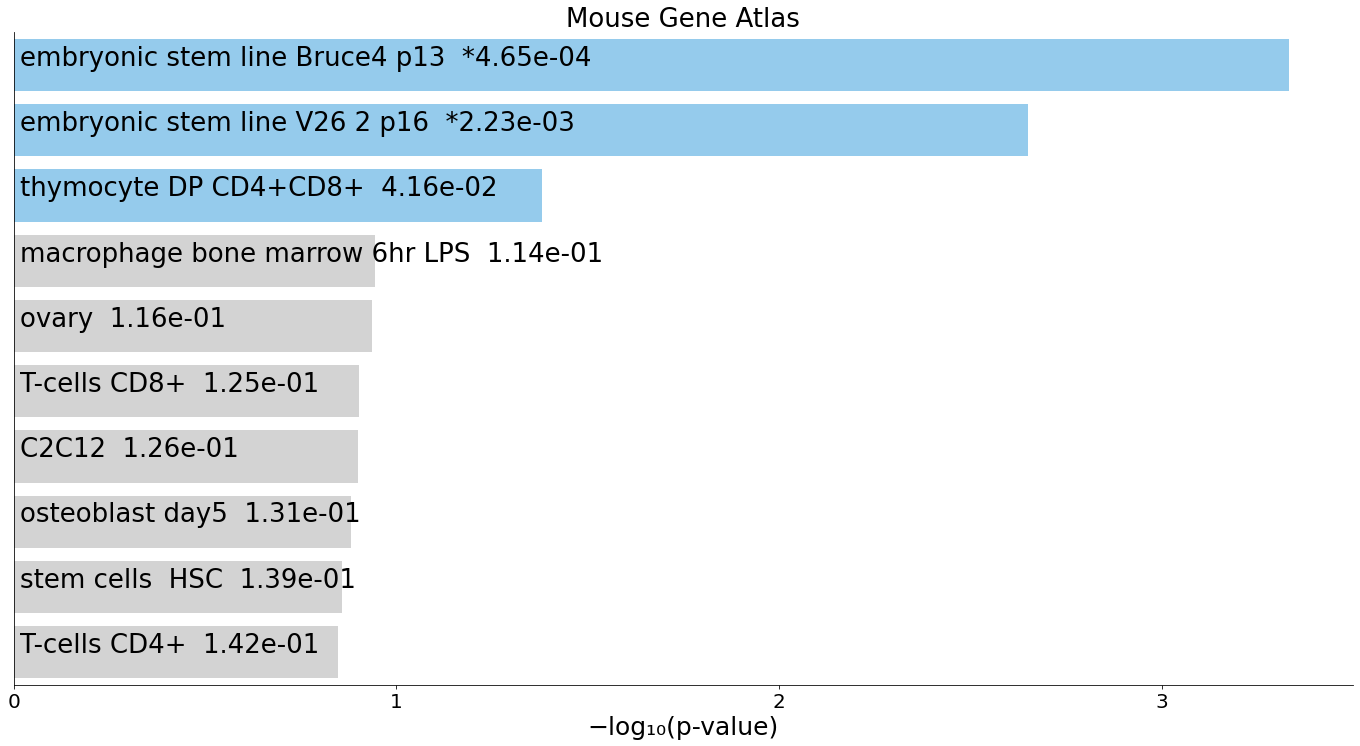 Mouse Gene Atlas
embryonic stem line Bruce4 p13  *4.65e-04
embryonic stem line V26 2 p16  *2.23e-03
thymocyte DP CD4+CD8+  4.16e-02
macrophage bone marrow 6hr LPS  1.14e-01
ovary  1.16e-01
T-cells CD8+  1.25e-01
C2C12  1.26e-01
osteoblast day5  1.31e-01
stem cells  HSC  1.39e-01
T-cells CD4+  1.42e-01
0 1 2 3
−log₁₀(p-value)